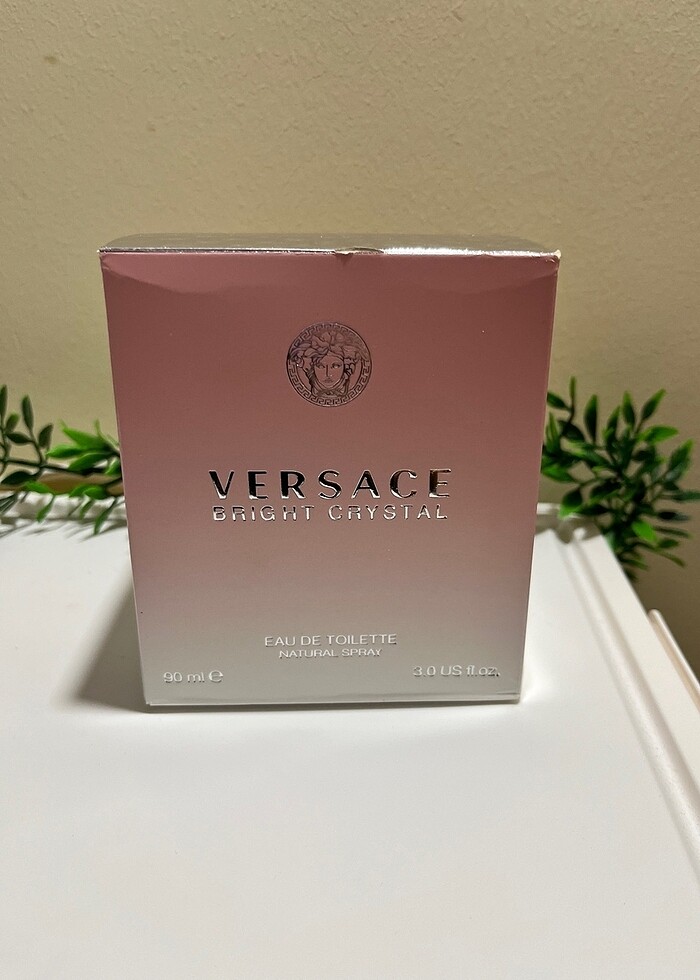 VERSACE
BRIGHT CRYSTAL
EAU DE TOILETTE
NATURAL SPRAY
90 ml ℮ 3.0 US fl.oz.